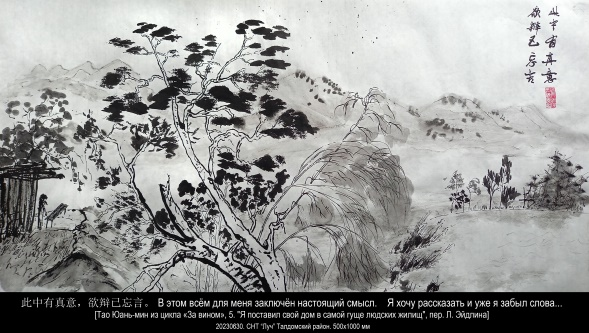 此中有真意
欲辩已忘言
此中有真意，欲辩已忘言。 В этом всём для меня заключён настоящий смысл. Я хочу рассказать и уже я забыл слова...
[Тао Юань-мин из цикла «За вином», 5. "Я поставил свой дом в самой гуще людских жилищ", пер. Л. Эйдлина]
20230630. СНТ "Луч" Талдомский район. 500x1000 мм